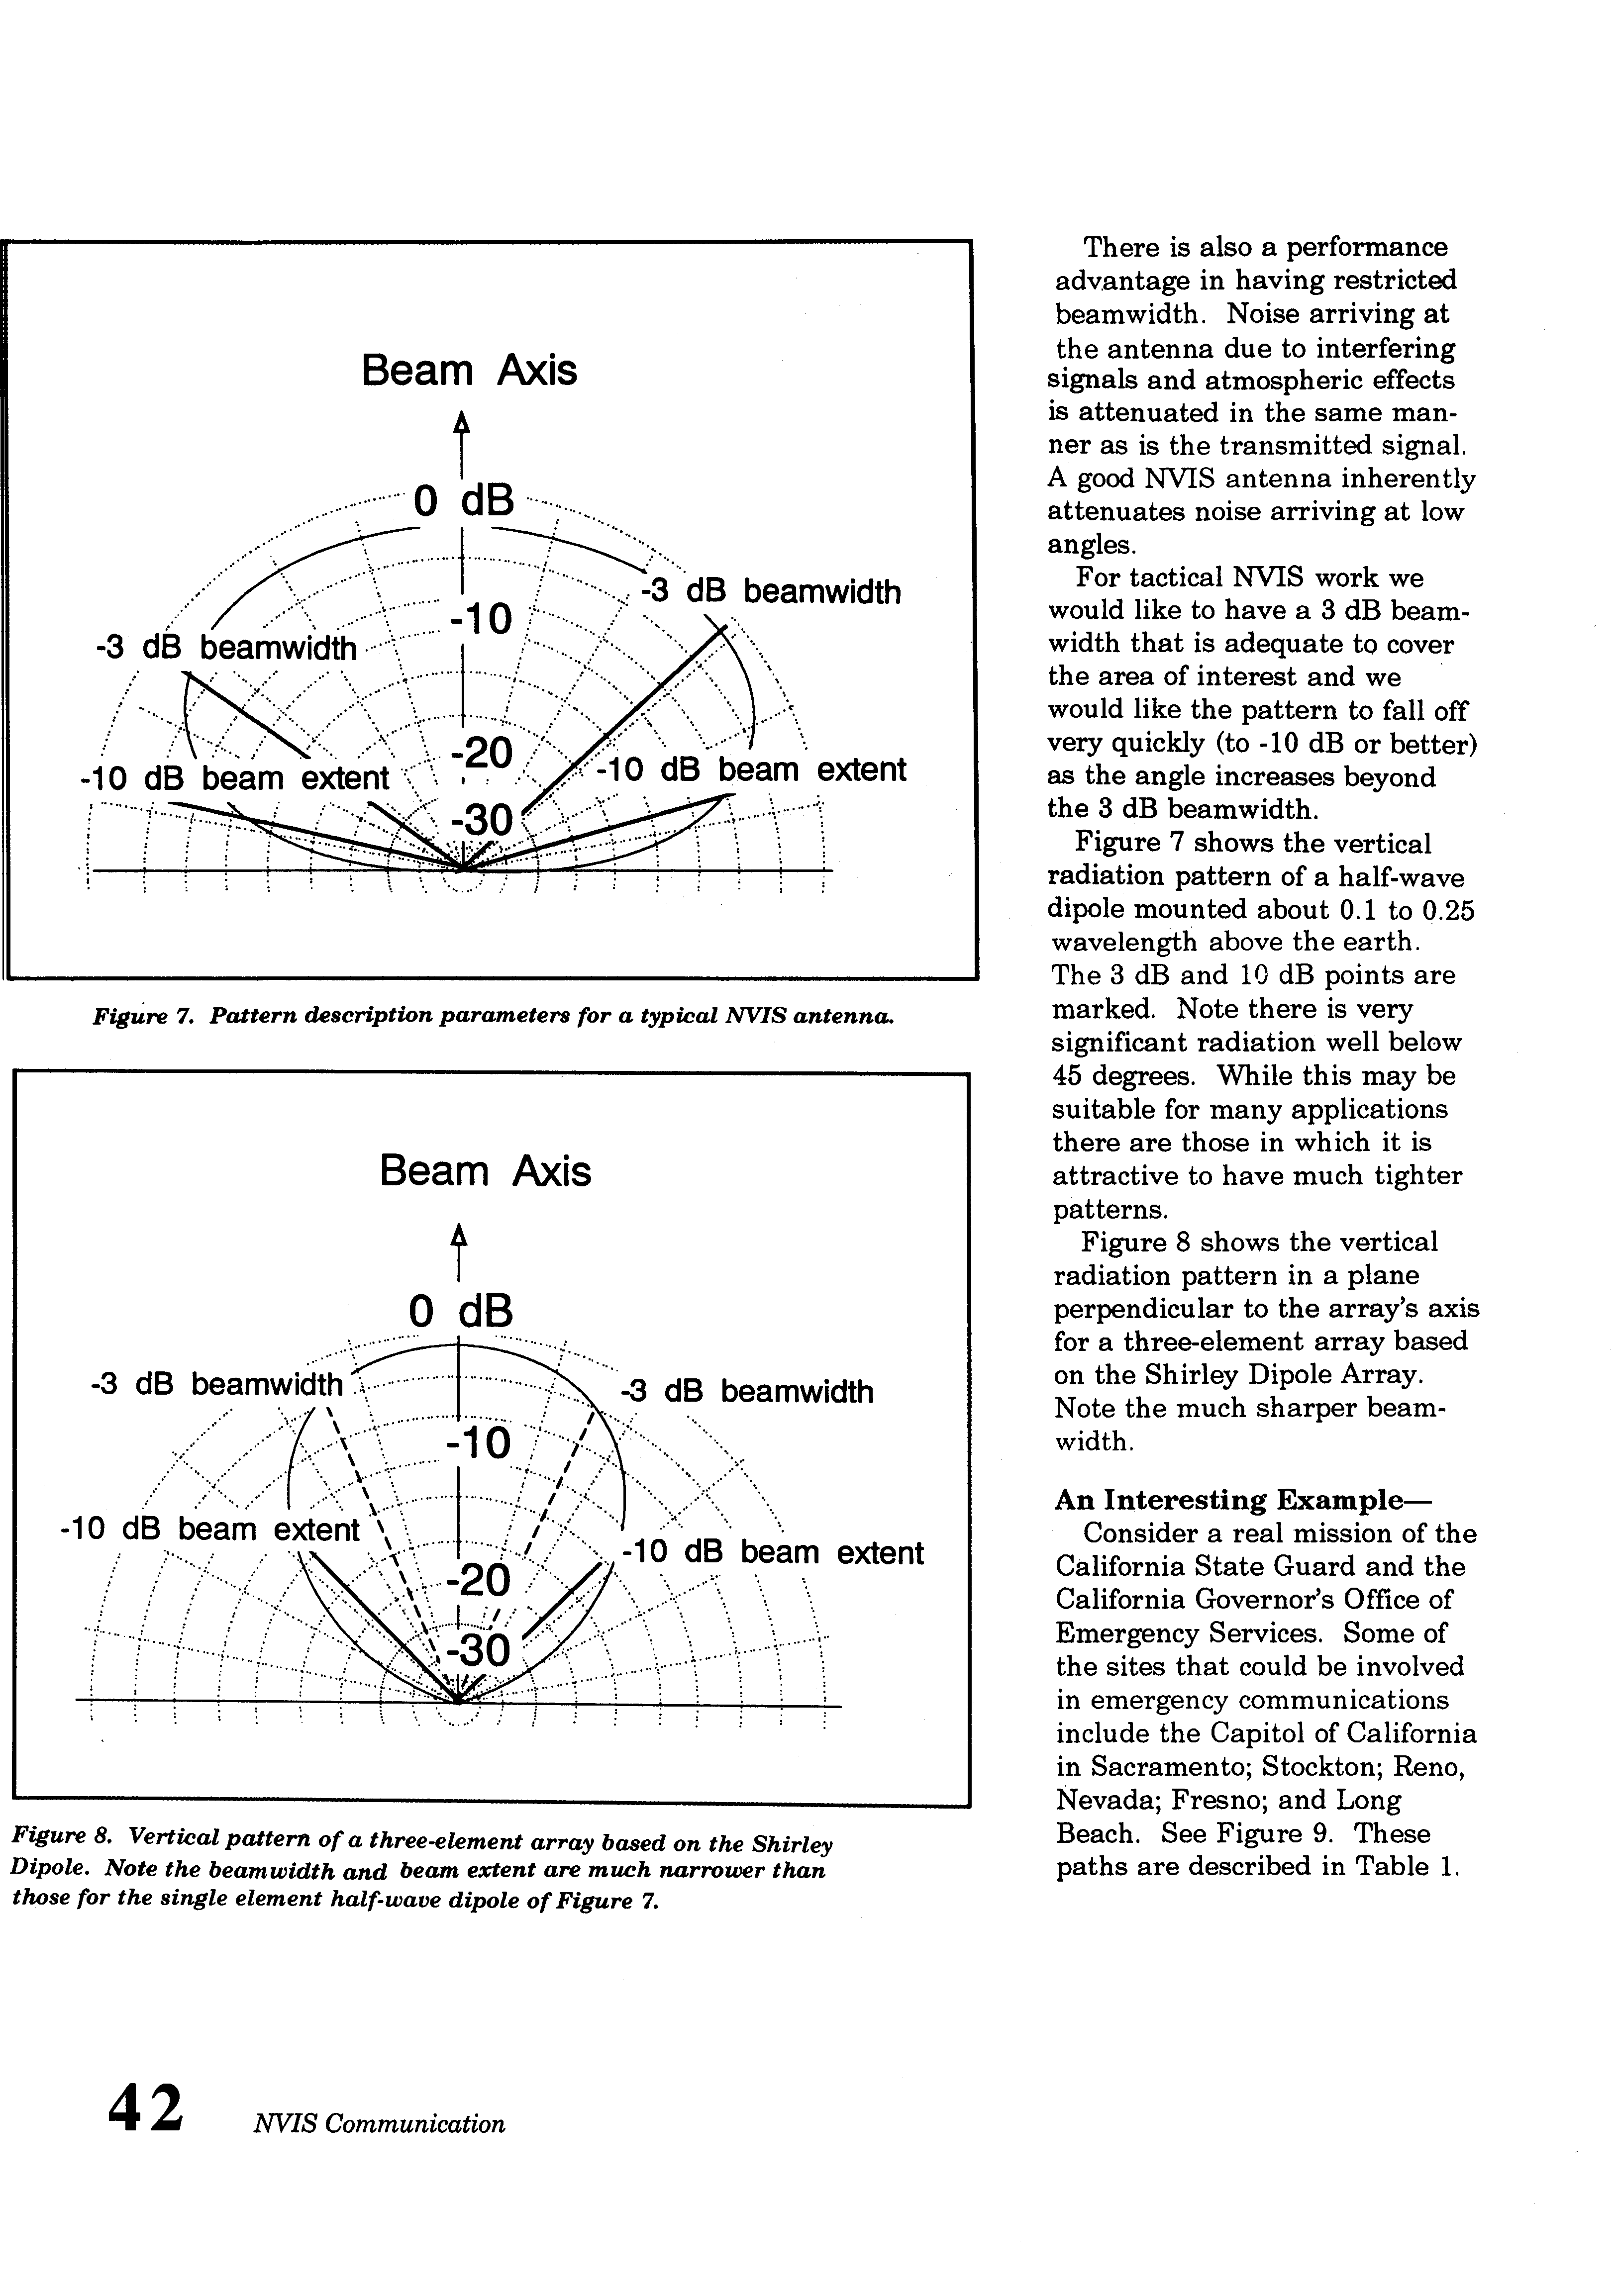 Beam Axis
0 dB
-3 dB beamwidth
-10
-3 dB beamwidth
-20
-10 dB beam extent
-10 dB beam extent
-30
Figure 7. Pattern description parameters for a typical NVIS antenna.
Beam Axis
0 dB
-3 dB beamwidth
-3 dB beamwidth
-10
-10 dB beam extent
-10 dB beam extent
-20
-30
Figure 8. Vertical pattern of a three-element array based on the Shirley
Dipole. Note the beamwidth and beam extent are much narrower than
those for the single element half-wave dipole of Figure 7.
There is also a performance
advantage in having restricted
beamwidth. Noise arriving at
the antenna due to interfering
signals and atmospheric effects
is attenuated in the same man-
ner as is the transmitted signal.
A good NVIS antenna inherently
attenuates noise arriving at low
angles.
For tactical NVIS work we
would like to have a 3 dB beam-
width that is adequate to cover
the area of interest and we
would like the pattern to fall off
very quickly (to -10 dB or better)
as the angle increases beyond
the 3 dB beamwidth.
Figure 7 shows the vertical
radiation pattern of a half-wave
dipole mounted about 0.1 to 0.25
wavelength above the earth.
The 3 dB and 10 dB points are
marked. Note there is very
significant radiation well below
45 degrees. While this may be
suitable for many applications
there are those in which it is
attractive to have much tighter
patterns.
Figure 8 shows the vertical
radiation pattern in a plane
perpendicular to the array's axis
for a three-element array based
on the Shirley Dipole Array.
Note the much sharper beam-
width.
An Interesting Example—
Consider a real mission of the
California State Guard and the
California Governor's Office of
Emergency Services. Some of
the sites that could be involved
in emergency communications
include the Capitol of California
in Sacramento; Stockton; Reno,
Nevada; Fresno; and Long
Beach. See Figure 9. These
paths are described in Table 1.
42 NVIS Communication